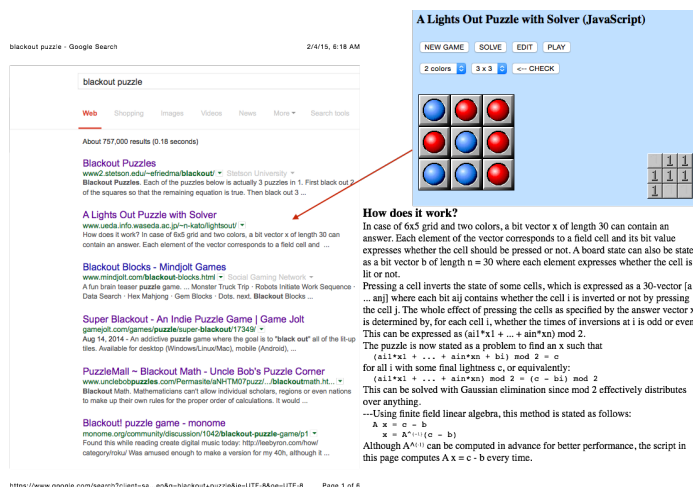 blackout puzzle - Google Search
2/4/15, 6:16 AM
blackout puzzle
Web Shopping Images Videos News More Search tools
About 757,000 results (0.18 seconds)
Blackout Puzzles
www2.stetson.edu/~efriedma/blackout/ Stetson University
Blackout Puzzles. Each of the puzzles below is actually 3 puzzles in 1. First black out 2
of the squares so that the remaining equation is true. Then black out 3 ...
A Lights Out Puzzle with Solver
www.ueda.info.waseda.ac.jp/~n-kato/lightsout/
How does it work? In case of 6x5 grid and two colors, a bit vector x of length 30 can
contain an answer. Each element of the vector corresponds to a field cell and ...
Blackout Blocks - Mindjolt Games
www.mindjolt.com/blackout-blocks.html Social Gaming Network
A fun brain teaser puzzle game. ... Monster Truck Trip · Robots Initiate Work Sequence ·
Data Search · Hex Mahjong · Gem Blocks · Dots. next. Blackout Blocks ...
Super Blackout - An Indie Puzzle Game | Game Jolt
gamejolt.com/games/puzzle/super-blackout/17349/
Aug 14, 2014 - An addictive puzzle game where the goal is to "black out" all of the lit-up
tiles. Available for desktop (Windows/Linux/Mac), mobile (Android), ...
PuzzleMall ~ Blackout Math - Uncle Bob's Puzzle Corner
www.unclebobpuzzles.com/Permasite/aNHTM07puzz/.../blackoutmath.ht...
Blackout Math. Mathematicians can't allow individual scholars, regions or even nations
to make up their own rules for the proper order of calculations. It would ...
Blackout! puzzle game - monome
monome.org/community/discussion/1042/blackout-puzzle-game/p1
Found this while reading create digital music today: http://leebyron.com/how/
category/roku/ Was amused enough to make a version for my 40h, although it ...
https://www.google.com/search?client=sa...en&q=blackout+puzzle&ie=UTF-8&oe=UTF-8
Page 1 of 6
A Lights Out Puzzle with Solver (JavaScript)
NEW GAME SOLVE EDIT PLAY
2 colors 3 x 3 <-- CHECK
1 1
1 1 1
1
How does it work?
In case of 6x5 grid and two colors, a bit vector x of length 30 can contain an
answer. Each element of the vector corresponds to a field cell and its bit value
expresses whether the cell should be pressed or not. A board state can also be state
as a bit vector b of length n = 30 where each element expresses whether the cell is
lit or not.
Pressing a cell inverts the state of some cells, which is expressed as a 30-vector [a
... anj] where each bit aij contains whether the cell i is inverted or not by pressing
the cell j. The whole effect of pressing the cells as specified by the answer vector x
is determined by, for each cell i, whether the times of inversions at i is odd or even
This can be expressed as (ai1*x1 + ... + ain*xn) mod 2.
The puzzle is now stated as a problem to find an x such that
(ai1*x1 + ... + ain*xn + bi) mod 2 = c
for all i with some final lightness c, or equivalently:
(ai1*x1 + ... + ain*xn) mod 2 = (c - bi) mod 2
This can be solved with Gaussian elimination since mod 2 effectively distributes
over anything.
---Using finite field linear algebra, this method is stated as follows:
A x = c - b
x = A^(-1)(c - b)
Although A^(-1) can be computed in advance for better performance, the script in
this page computes A x = c - b every time.